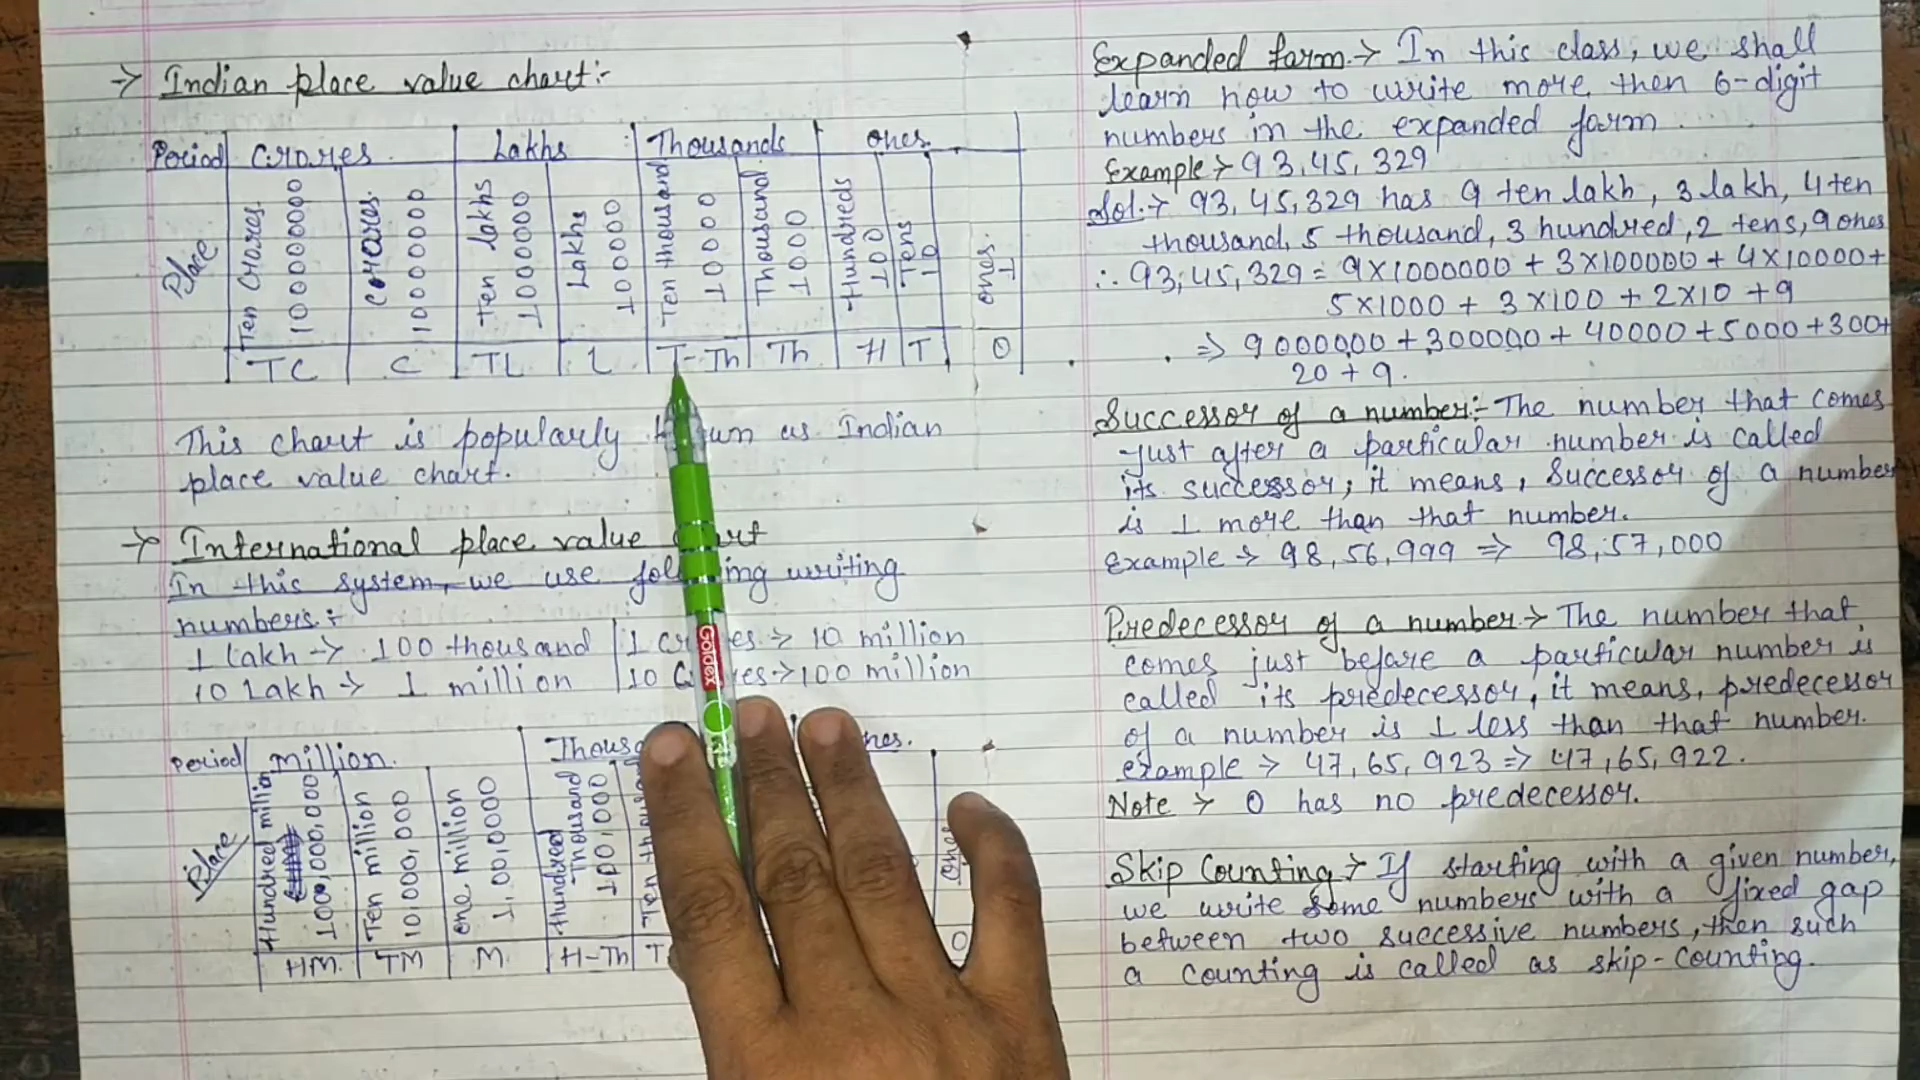 → Indian place value chart:-
Period Crores Lakhs Thousands ones
Place
Ten Crores 100000000
Crores 10000000
Ten lakhs 1000000
Lakhs 100000
Ten thousand 10000
Thousand 1000
Hundreds 100
Tens 10
ones 1
TC C TL L T-Th Th H T O
This chart is popularly as Indian
place value chart.
→ International place value
In this system, we use writing
numbers:-
1 Lakh → 100 thousand 1 → 10 million
10 Lakh → 1 million 10 → 100 million
Period million.
Place
Hundred million 100,000,000
Ten million 10,000,000
one million
Hundred Thousand 100,000
ones
HM. TM M. H-Th O
Goldex
Expanded form → In this class, we shall
learn how to write more then 6-digit
numbers in the expanded form
Example → 93,45,329
Sol. → 93,45,329 has 9 ten lakh, 3 lakh, 4 ten
thousand, 5 thousand, 3 hundred, 2 tens, 9 ones
∴ 93,45,329 = 9×1000000 + 3×100000 + 4×10000+
5×1000 + 3×100 + 2×10 + 9
⇒ 9000000 + 300000 + 40000 + 5000 + 300+
20 + 9.
Successor of a number:- The number that comes
just after a particular number is called
its successor, it means, Successor of a number
is 1 more than that number.
Example → 98,56,999 ⇒ 98,57,000
Predecessor of a number → The number that
comes just before a particular number is
called its predecessor, it means, predecessor
of a number is 1 less than that number.
example → 47,65,923 ⇒ 47,65,922.
Note → 0 has no predecessor.
Skip Counting → If starting with a given number,
we write some numbers with a fixed gap
between two successive numbers, then such
a counting is called as skip-counting.